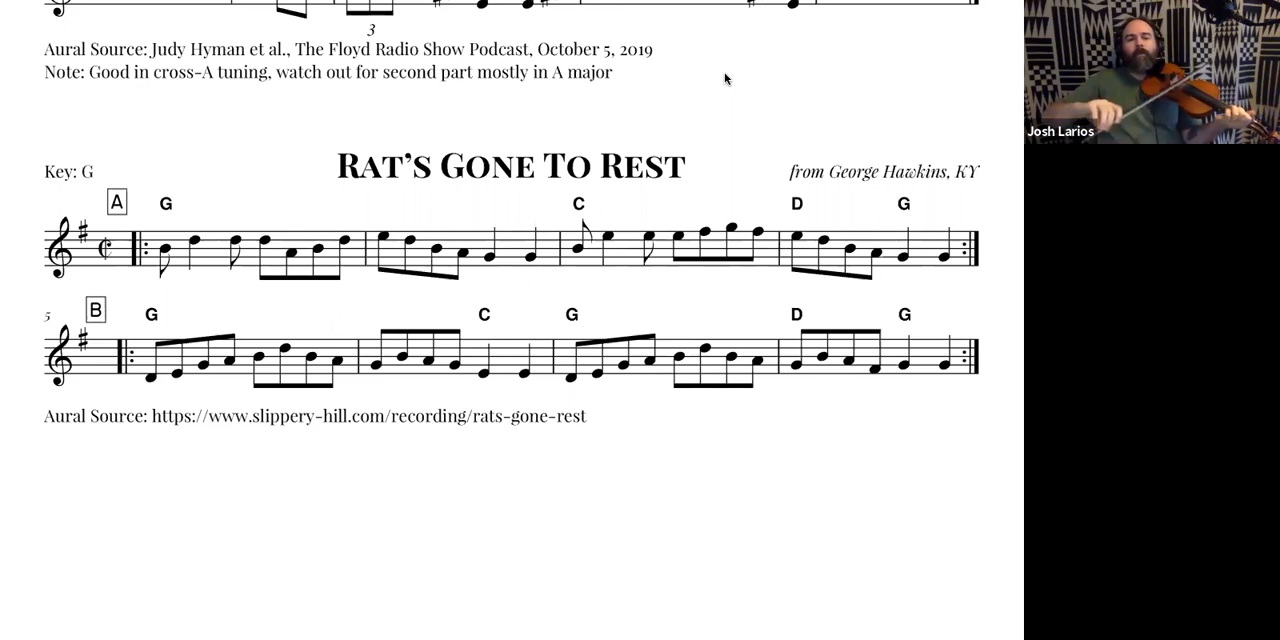 3
Aural Source: Judy Hyman et al., The Floyd Radio Show Podcast, October 5, 2019
Note: Good in cross-A tuning, watch out for second part mostly in A major
Josh Larios
Key: G
Rat's Gone To Rest
from George Hawkins, KY
A
G C D G
5
B
G C G D G
Aural Source: https://www.slippery-hill.com/recording/rats-gone-rest